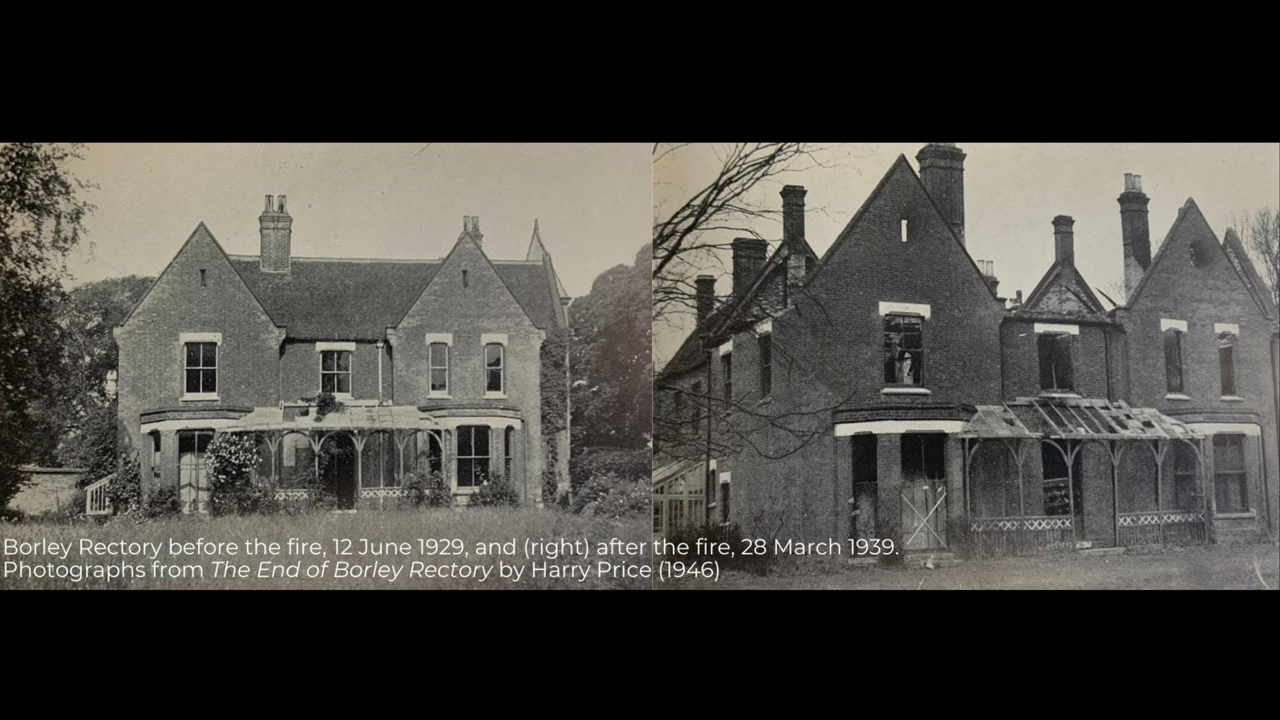 Borley Rectory before the fire, 12 June 1929, and (right) after the fire, 28 March 1939.
Photographs from The End of Borley Rectory by Harry Price (1946)